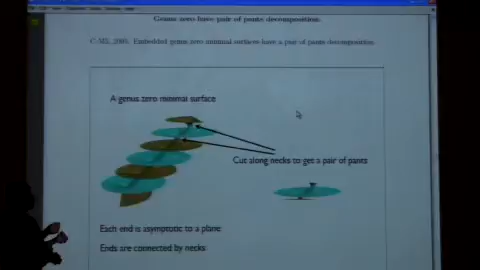 Genus zero have pair of pants decomposition.
C-M5, 2005: Embedded genus zero minimal surfaces have a pair of pants decomposition.
A genus zero minimal surface
Cut along necks to get a pair of pants
Each end is asymptotic to a plane
Ends are connected by necks